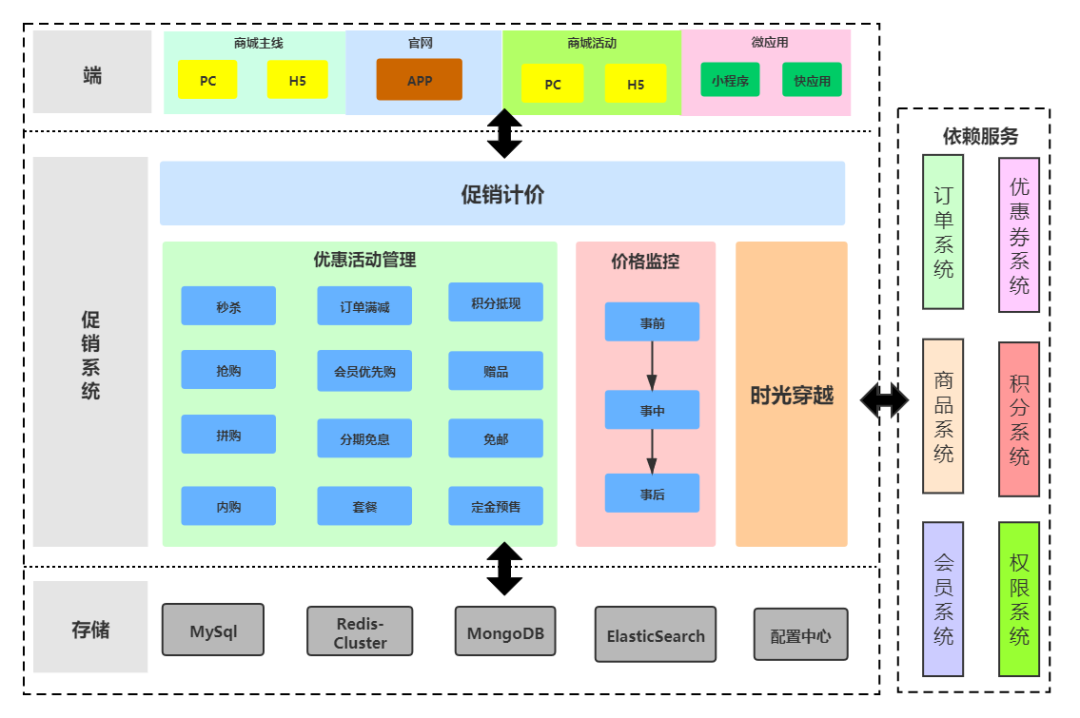 端
商城主线
PC
H5
官网
APP
商城活动
PC
H5
微应用
小程序
快应用
促销系统
促销计价
优惠活动管理
秒杀
订单满减
积分抵现
抢购
会员优先购
赠品
拼购
分期免息
免邮
内购
套餐
定金预售
价格监控
事前
事中
事后
时光穿越
存储
MySql
Redis-
Cluster
MongoDB
ElasticSearch
配置中心
依赖服务
订单系统
优惠券系统
商品系统
积分系统
会员系统
权限系统